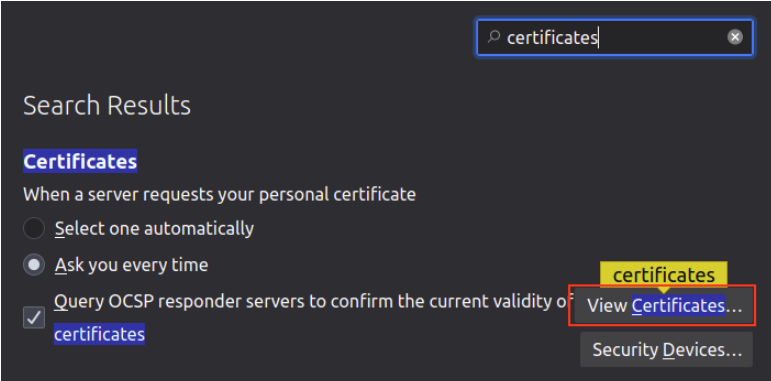 certificates
Search Results
Certificates
When a server requests your personal certificate
Select one automatically
Ask you every time
Query OCSP responder servers to confirm the current validity of
certificates
certificates
View Certificates...
Security Devices...